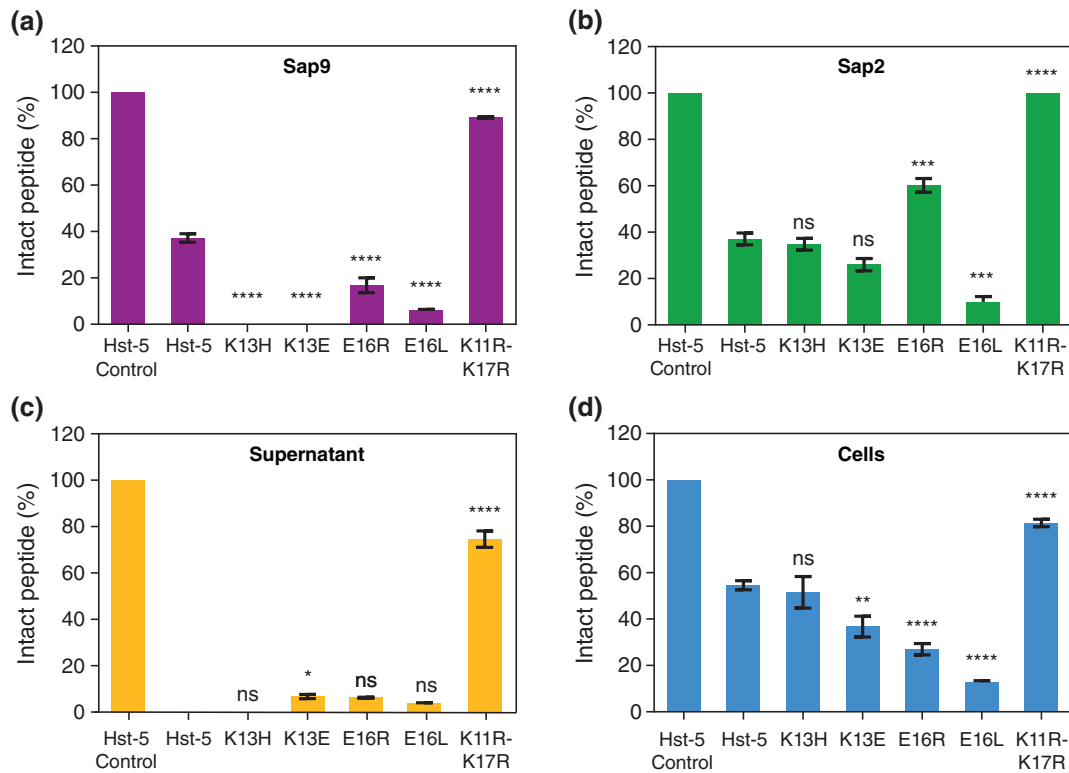 (a)
Sap9
Intact peptide (%)
120
100
80
60
40
20
0
****
****
****
****
****
Hst-5 Control
Hst-5
K13H
K13E
E16R
E16L
K11R-K17R
(b)
Sap2
Intact peptide (%)
120
100
80
60
40
20
0
ns
ns
***
***
****
Hst-5 Control
Hst-5
K13H
K13E
E16R
E16L
K11R-K17R
(c)
Supernatant
Intact peptide (%)
120
100
80
60
40
20
0
ns
*
ns
ns
****
Hst-5 Control
Hst-5
K13H
K13E
E16R
E16L
K11R-K17R
(d)
Cells
Intact peptide (%)
120
100
80
60
40
20
0
ns
**
****
****
****
Hst-5 Control
Hst-5
K13H
K13E
E16R
E16L
K11R-K17R